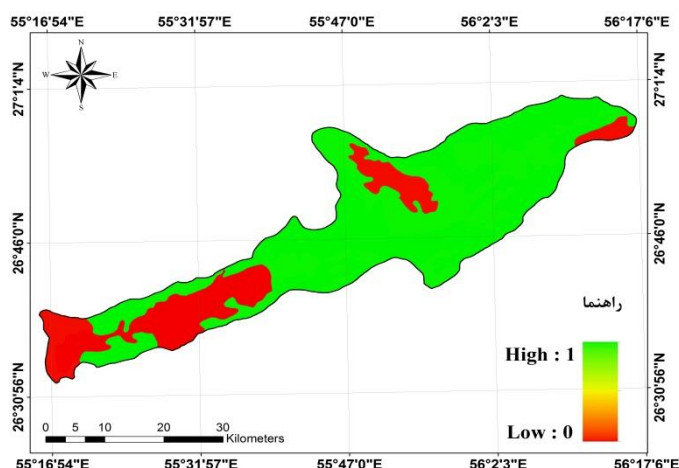 55°16'54"E 55°31'57"E 55°47'0"E 56°2'3"E 56°17'6"E
N
W E
S
27°1'4"N 27°1'4"N
26°46'0"N 26°46'0"N
راهنما
High : 1
26°30'56"N 26°30'56"N
Low : 0
0 5 10 20 30
Kilometers
55°16'54"E 55°31'57"E 55°47'0"E 56°2'3"E 56°17'6"E